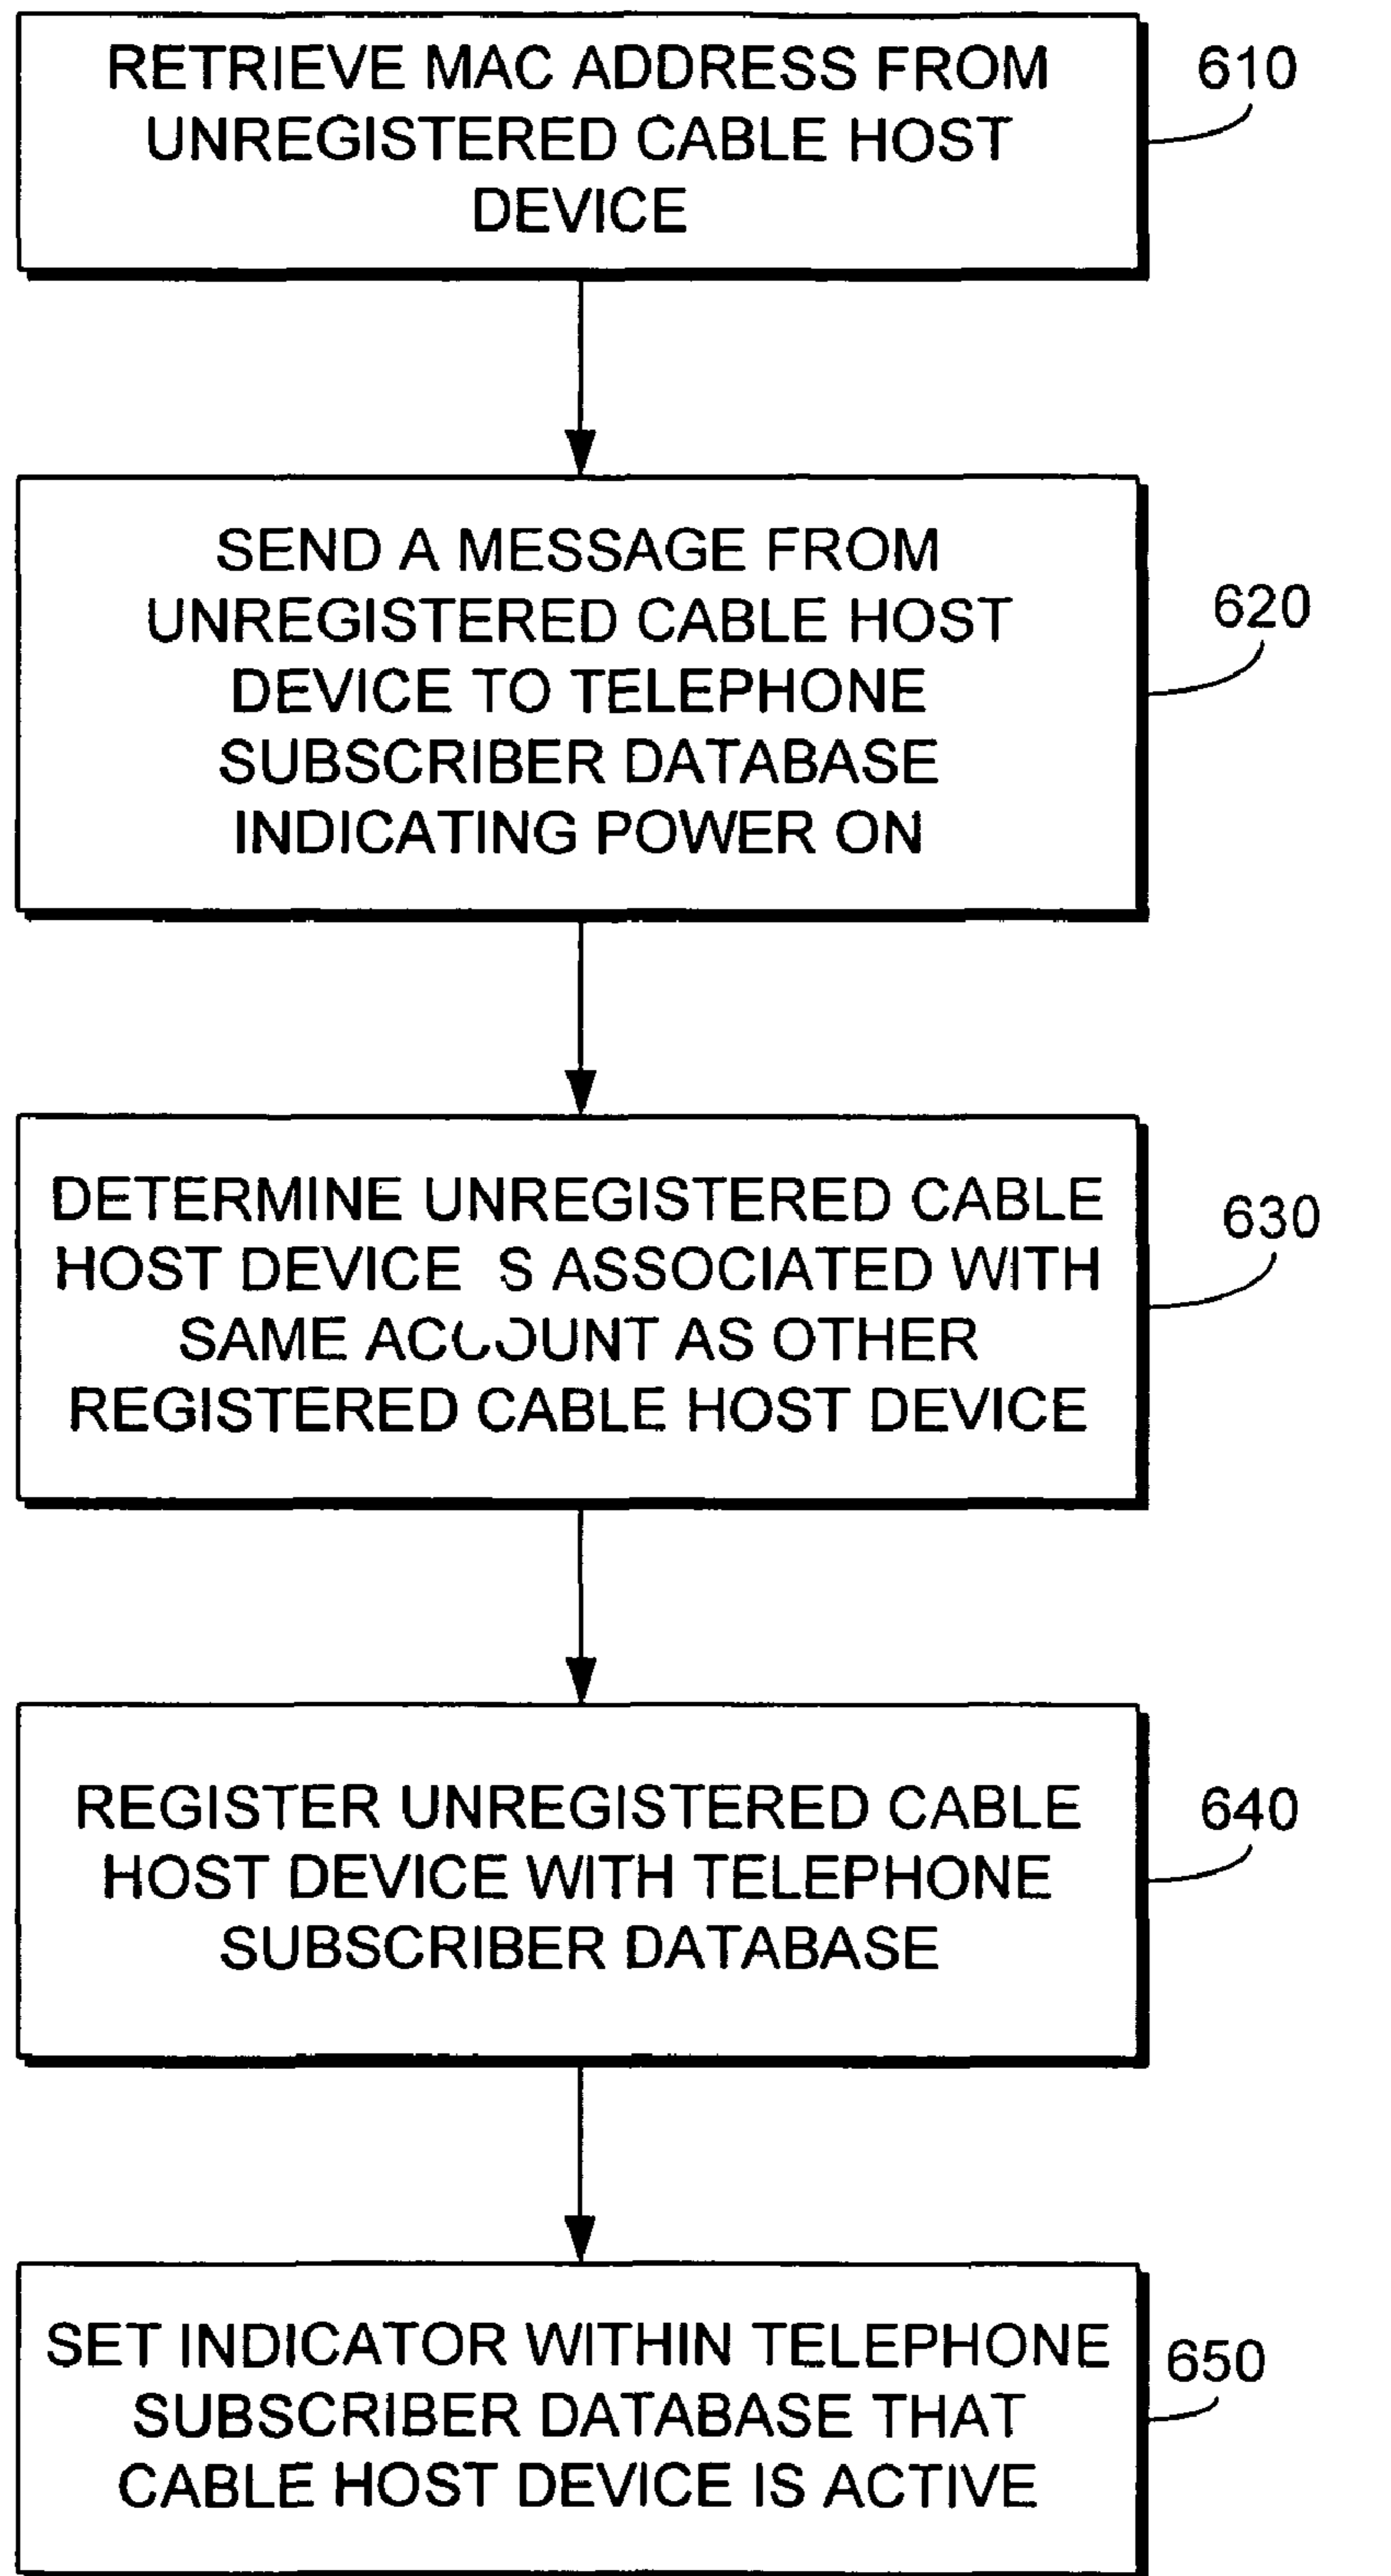 RETRIEVE MAC ADDRESS FROM
UNREGISTERED CABLE HOST
DEVICE
610
SEND A MESSAGE FROM
UNREGISTERED CABLE HOST
DEVICE TO TELEPHONE
SUBSCRIBER DATABASE
INDICATING POWER ON
620
DETERMINE UNREGISTERED CABLE
HOST DEVICE S ASSOCIATED WITH
SAME ACCOUNT AS OTHER
REGISTERED CABLE HOST DEVICE
630
REGISTER UNREGISTERED CABLE
HOST DEVICE WITH TELEPHONE
SUBSCRIBER DATABASE
640
SET INDICATOR WITHIN TELEPHONE
SUBSCRIBER DATABASE THAT
CABLE HOST DEVICE IS ACTIVE
650